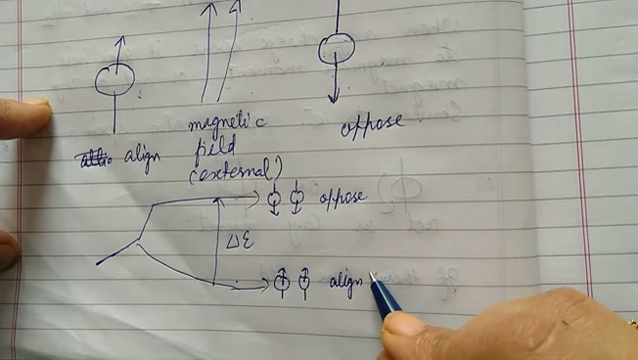 align
magnetic
field
(external)
oppose
oppose
ΔE
align